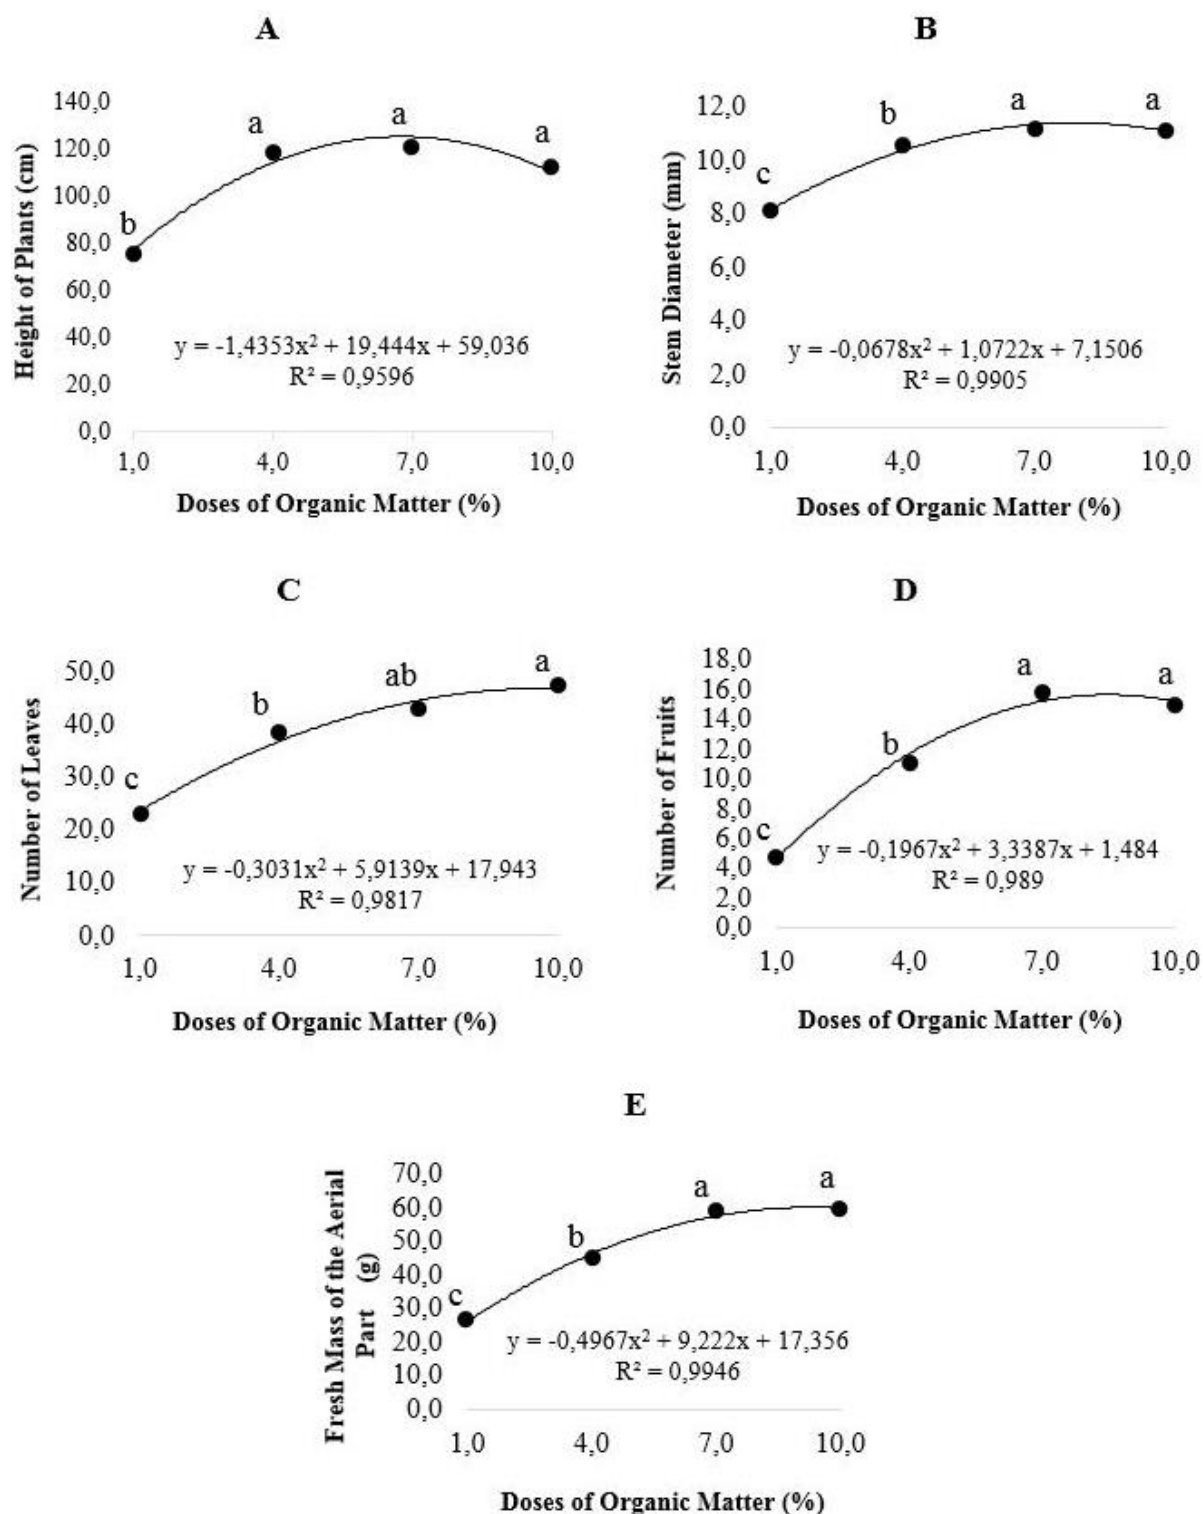 A
140,0
120,0
100,0
80,0
60,0
40,0
20,0
0,0
Height of Plants (cm)
b
a
a
a
y = -1,4353x² + 19,444x + 59,036
R² = 0,9596
1,0 4,0 7,0 10,0
Doses of Organic Matter (%)
B
12,0
10,0
8,0
6,0
4,0
2,0
0,0
Stem Diameter (mm)
c
b
a
a
y = -0,0678x² + 1,0722x + 7,1506
R² = 0,9905
1,0 4,0 7,0 10,0
Doses of Organic Matter (%)
C
50,0
40,0
30,0
20,0
10,0
0,0
Number of Leaves
c
b
ab
a
y = -0,3031x² + 5,9139x + 17,943
R² = 0,9817
1,0 4,0 7,0 10,0
Doses of Organic Matter (%)
D
18,0
16,0
14,0
12,0
10,0
8,0
6,0
4,0
2,0
0,0
Number of Fruits
c
b
a
a
y = -0,1967x² + 3,3387x + 1,484
R² = 0,989
1,0 4,0 7,0 10,0
Doses of Organic Matter (%)
E
70,0
60,0
50,0
40,0
30,0
20,0
10,0
0,0
Fresh Mass of the Aerial
Part (g)
c
b
a
a
y = -0,4967x² + 9,222x + 17,356
R² = 0,9946
1,0 4,0 7,0 10,0
Doses of Organic Matter (%)